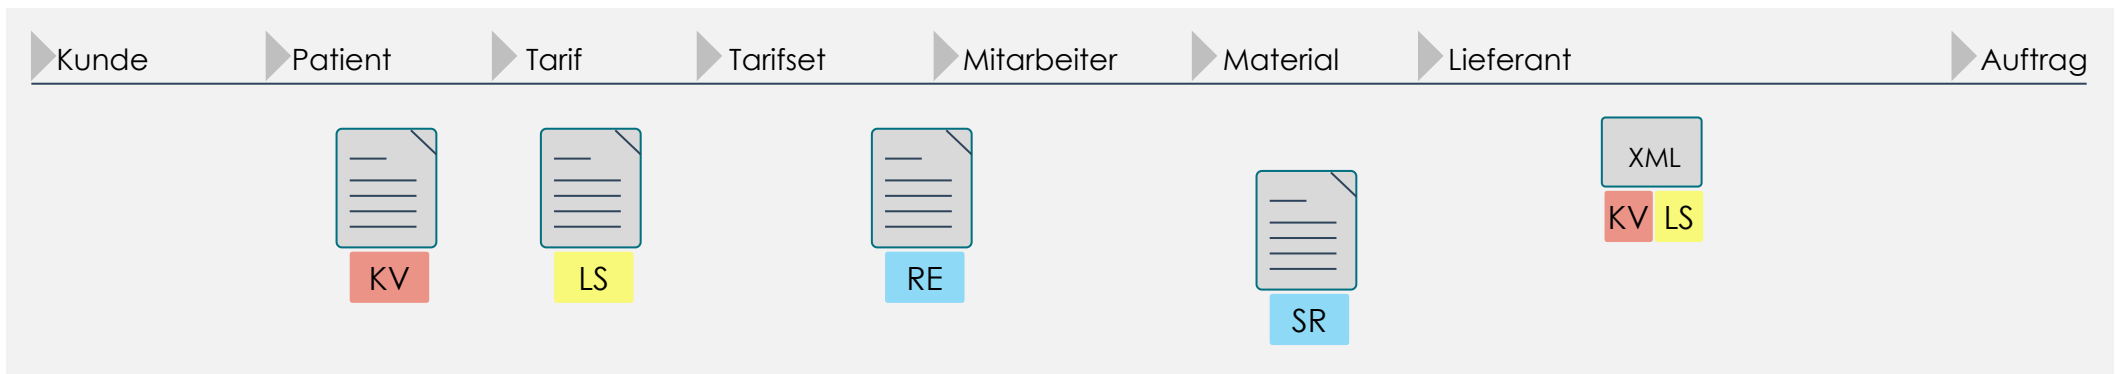 Kunde Patient Tarif Tarifset Mitarbeiter Material Lieferant Auftrag
XML
KV LS
KV LS RE
SR